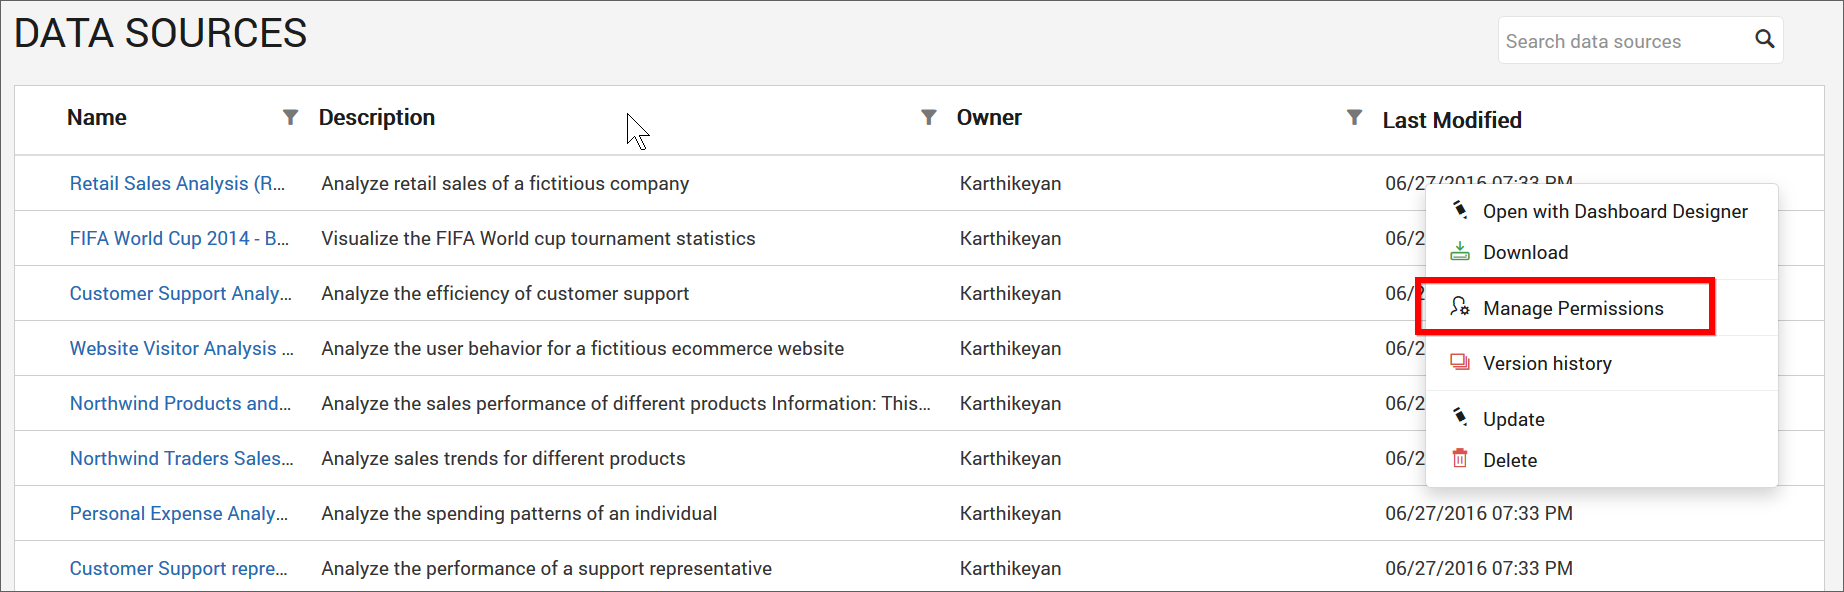 DATA SOURCES
Search data sources
Name Description Owner Last Modified
Retail Sales Analysis (R... Analyze retail sales of a fictitious company Karthikeyan 06/27/2016 07:33 PM
Open with Dashboard Designer
FIFA World Cup 2014 - B... Visualize the FIFA World cup tournament statistics Karthikeyan 06/2
Download
Customer Support Analy... Analyze the efficiency of customer support Karthikeyan 06/2
Manage Permissions
Website Visitor Analysis ... Analyze the user behavior for a fictitious ecommerce website Karthikeyan 06/2
Version history
Northwind Products and... Analyze the sales performance of different products Information: This... Karthikeyan 06/2
Update
Northwind Traders Sales... Analyze sales trends for different products Karthikeyan 06/2
Delete
Personal Expense Analy... Analyze the spending patterns of an individual Karthikeyan 06/27/2016 07:33 PM
Customer Support repre... Analyze the performance of a support representative Karthikeyan 06/27/2016 07:33 PM